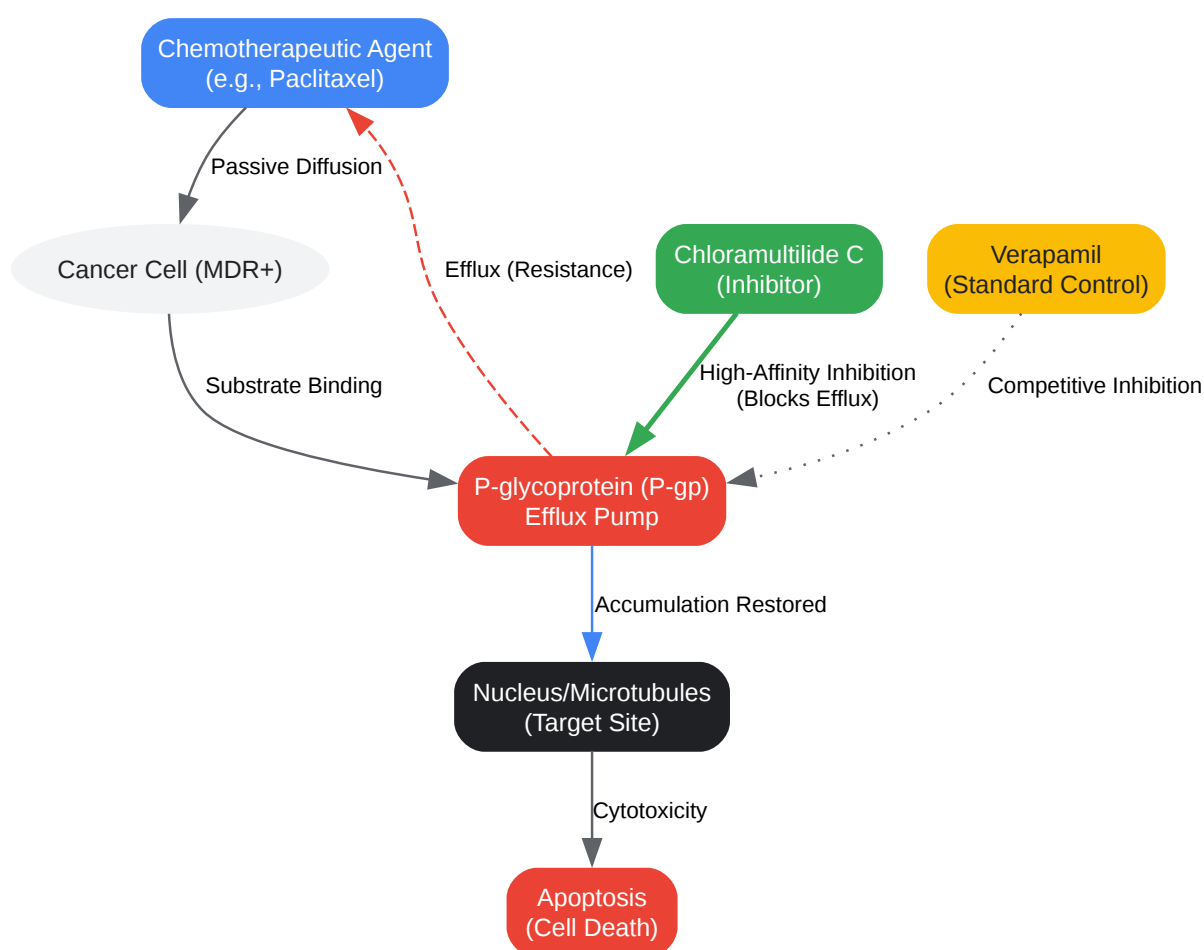 Chemotherapeutic Agent
(e.g., Paclitaxel)
Passive Diffusion
Cancer Cell (MDR+)
Efflux (Resistance)
Chloramultilide C
(Inhibitor)
Verapamil
(Standard Control)
Substrate Binding
High-Affinity Inhibition
(Blocks Efflux)
Competitive Inhibition
P-glycoprotein (P-gp)
Efflux Pump
Accumulation Restored
Nucleus/Microtubules
(Target Site)
Cytotoxicity
Apoptosis
(Cell Death)